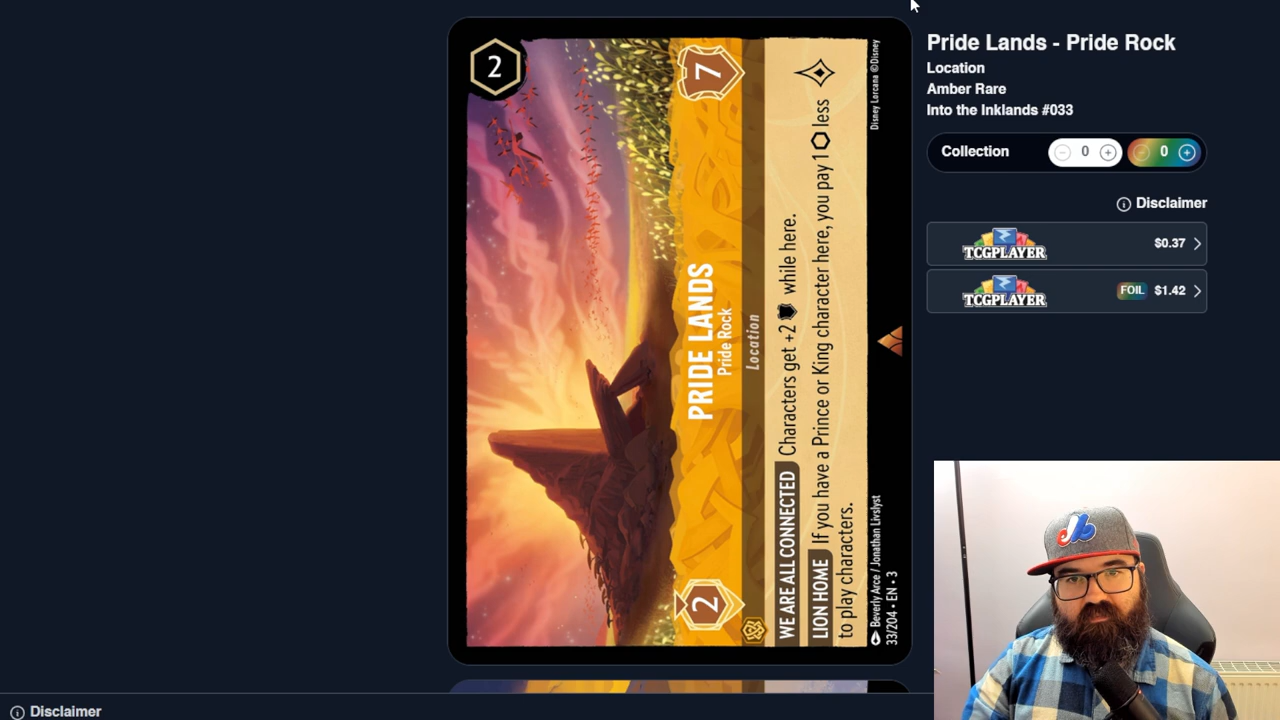 2
7
PRIDE LANDS
Pride Rock
Location
2
WE ARE ALL CONNECTED Characters get +2 while here.
LION HOME If you have a Prince or King character here, you pay 1 less
to play characters.
Beverly Arce / Jonathan Livslyst
33/204 • EN • 3
Disney Lorcana ©Disney
Pride Lands - Pride Rock
Location
Amber Rare
Into the Inklands #033
Collection
− 0 +
− 0 +
Disclaimer
TCGPLAYER
$0.37
TCGPLAYER
FOIL $1.42
Disclaimer